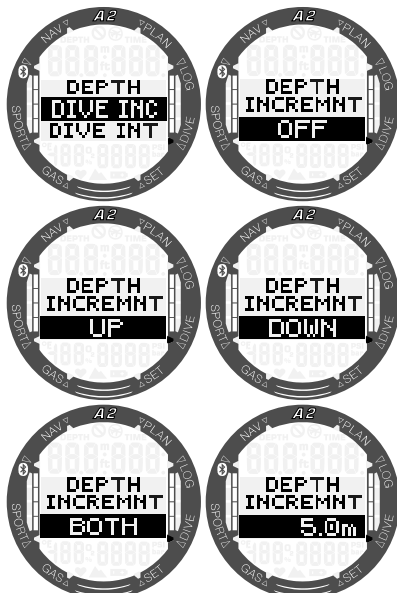 A2
NAV▽
▽PLAN
▽LOG
SPORT△
△DIVE
GAS△
△SET
DEPTH
DIVE INC
DIVE INT
A2
NAV▽
▽PLAN
▽LOG
SPORT△
△DIVE
GAS△
△SET
DEPTH
INCREMNT
OFF
A2
NAV▽
▽PLAN
▽LOG
SPORT△
△DIVE
GAS△
△SET
DEPTH
INCREMNT
UP
A2
NAV▽
▽PLAN
▽LOG
SPORT△
△DIVE
GAS△
△SET
DEPTH
INCREMNT
DOWN
A2
NAV▽
▽PLAN
▽LOG
SPORT△
△DIVE
GAS△
△SET
DEPTH
INCREMNT
BOTH
A2
NAV▽
▽PLAN
▽LOG
SPORT△
△DIVE
GAS△
△SET
DEPTH
INCREMNT
5.0m